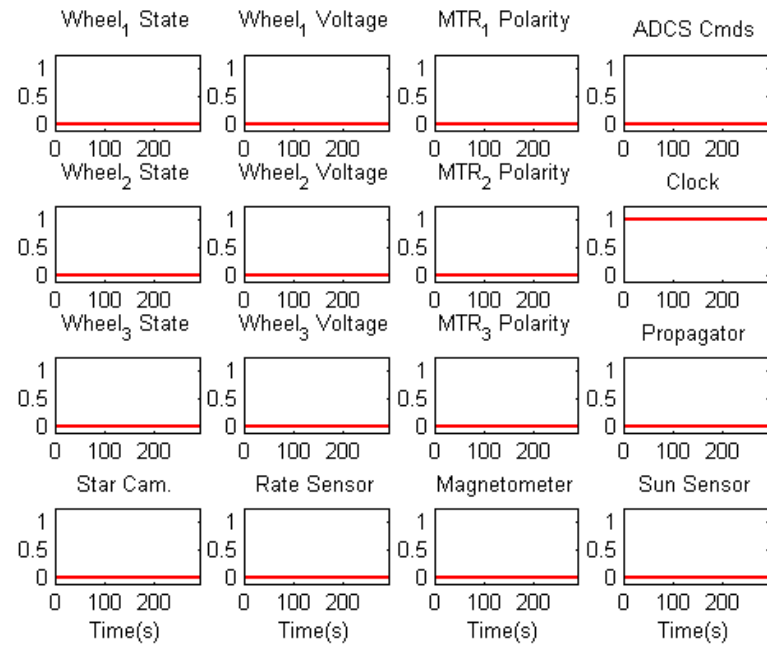 Wheel1 State Wheel1 Voltage MTR1 Polarity ADCS Cmds
1 1 1 1
0.5 0.5 0.5 0.5
0 0 0 0
0 100 200 0 100 200 0 100 200 0 100 200
Wheel2 State Wheel2 Voltage MTR2 Polarity Clock
1 1 1 1
0.5 0.5 0.5 0.5
0 0 0 0
0 100 200 0 100 200 0 100 200 0 100 200
Wheel3 State Wheel3 Voltage MTR3 Polarity Propagator
1 1 1 1
0.5 0.5 0.5 0.5
0 0 0 0
0 100 200 0 100 200 0 100 200 0 100 200
Star Cam. Rate Sensor Magnetometer Sun Sensor
1 1 1 1
0.5 0.5 0.5 0.5
0 0 0 0
0 100 200 0 100 200 0 100 200 0 100 200
Time(s) Time(s) Time(s) Time(s)